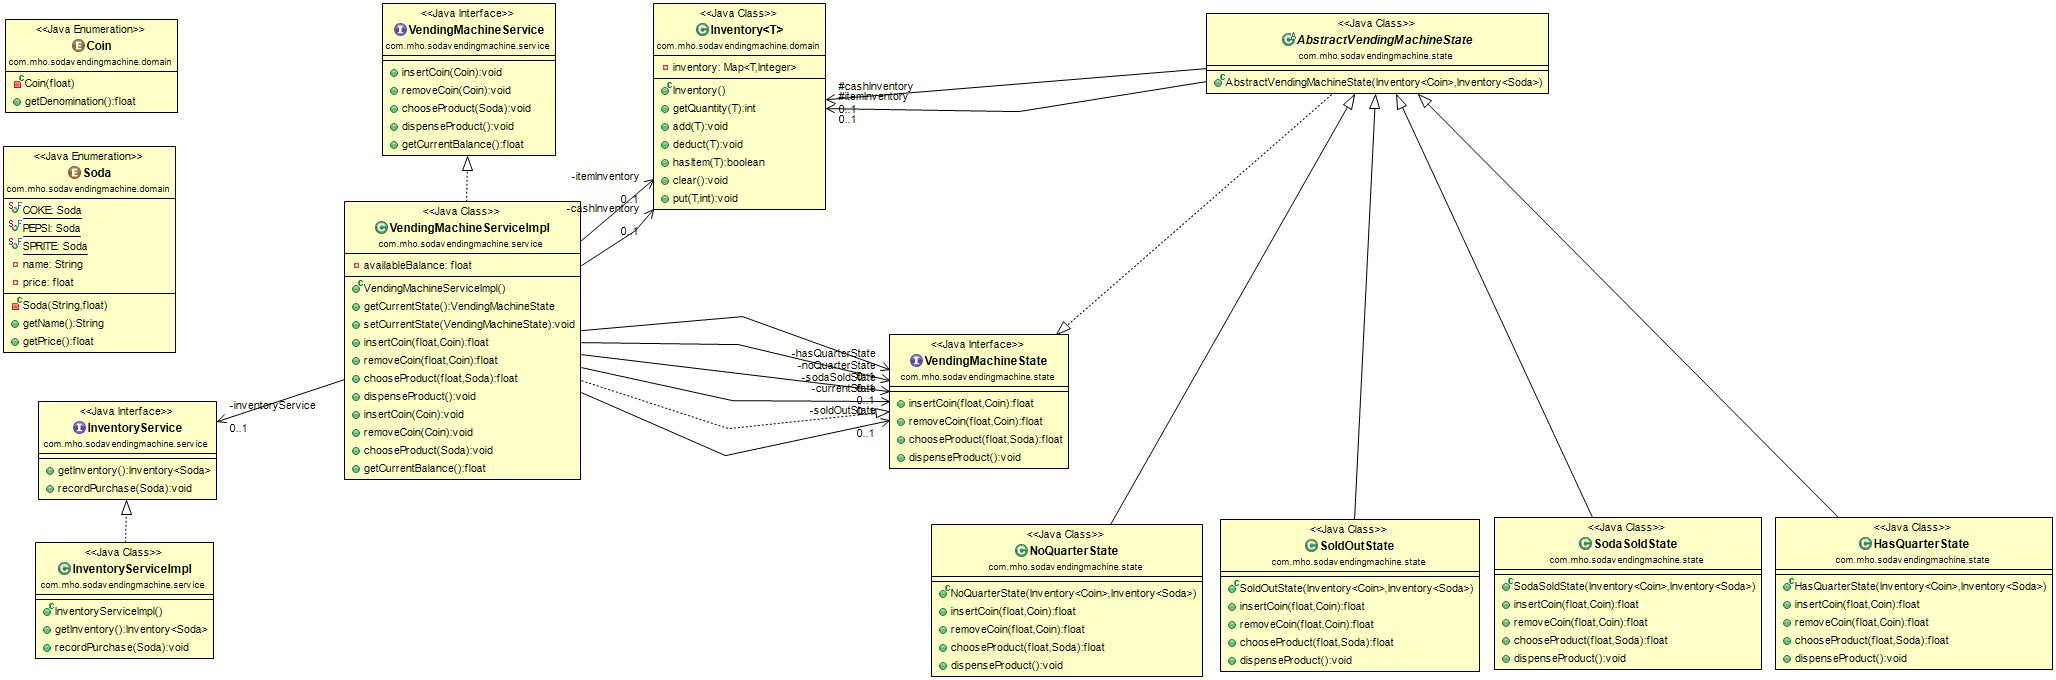 <<Java Enumeration>>
Coin
com.mho.sodavendingmachine.domain
Coin(float)
getDenomination():float
<<Java Enumeration>>
Soda
com.mho.sodavendingmachine.domain
COKE: Soda
PEPSI: Soda
SPRITE: Soda
name: String
price: float
Soda(String,float)
getName():String
getPrice():float
<<Java Interface>>
VendingMachineService
com.mho.sodavendingmachine.service
insertCoin(Coin):void
removeCoin(Coin):void
chooseProduct(Soda):void
dispenseProduct():void
getCurrentBalance():float
<<Java Class>>
Inventory<T>
com.mho.sodavendingmachine.domain
inventory: Map<T,Integer>
Inventory()
getQuantity(T):int
add(T):void
deduct(T):void
hasItem(T):boolean
clear():void
put(T,int):void
<<Java Class>>
AbstractVendingMachineState
com.mho.sodavendingmachine.state
AbstractVendingMachineState(Inventory<Coin>,Inventory<Soda>)
#cashInventory
#itemInventory
0..1
0..1
-itemInventory
0..1
-cashInventory
0..1
<<Java Class>>
VendingMachineServiceImpl
com.mho.sodavendingmachine.service
availableBalance: float
VendingMachineServiceImpl()
getCurrentState():VendingMachineState
setCurrentState(VendingMachineState):void
insertCoin(float,Coin):float
removeCoin(float,Coin):float
chooseProduct(float,Soda):float
dispenseProduct():void
insertCoin(Coin):void
removeCoin(Coin):void
chooseProduct(Soda):void
getCurrentBalance():float
-hasQuarterState
-noQuarterState
-sodaSoldState
-currentState
0..1
-soldOutState
0..1
<<Java Interface>>
VendingMachineState
com.mho.sodavendingmachine.state
insertCoin(float,Coin):float
removeCoin(float,Coin):float
chooseProduct(float,Soda):float
dispenseProduct():void
-inventoryService
0..1
<<Java Interface>>
InventoryService
com.mho.sodavendingmachine.service
getInventory():Inventory<Soda>
recordPurchase(Soda):void
<<Java Class>>
InventoryServiceImpl
com.mho.sodavendingmachine.service
InventoryServiceImpl()
getInventory():Inventory<Soda>
recordPurchase(Soda):void
<<Java Class>>
NoQuarterState
com.mho.sodavendingmachine.state
NoQuarterState(Inventory<Coin>,Inventory<Soda>)
insertCoin(float,Coin):float
removeCoin(float,Coin):float
chooseProduct(float,Soda):float
dispenseProduct():void
<<Java Class>>
SoldOutState
com.mho.sodavendingmachine.state
SoldOutState(Inventory<Coin>,Inventory<Soda>)
insertCoin(float,Coin):float
removeCoin(float,Coin):float
chooseProduct(float,Soda):float
dispenseProduct():void
<<Java Class>>
SodaSoldState
com.mho.sodavendingmachine.state
SodaSoldState(Inventory<Coin>,Inventory<Soda>)
insertCoin(float,Coin):float
removeCoin(float,Coin):float
chooseProduct(float,Soda):float
dispenseProduct():void
<<Java Class>>
HasQuarterState
com.mho.sodavendingmachine.state
HasQuarterState(Inventory<Coin>,Inventory<Soda>)
insertCoin(float,Coin):float
removeCoin(float,Coin):float
chooseProduct(float,Soda):float
dispenseProduct():void